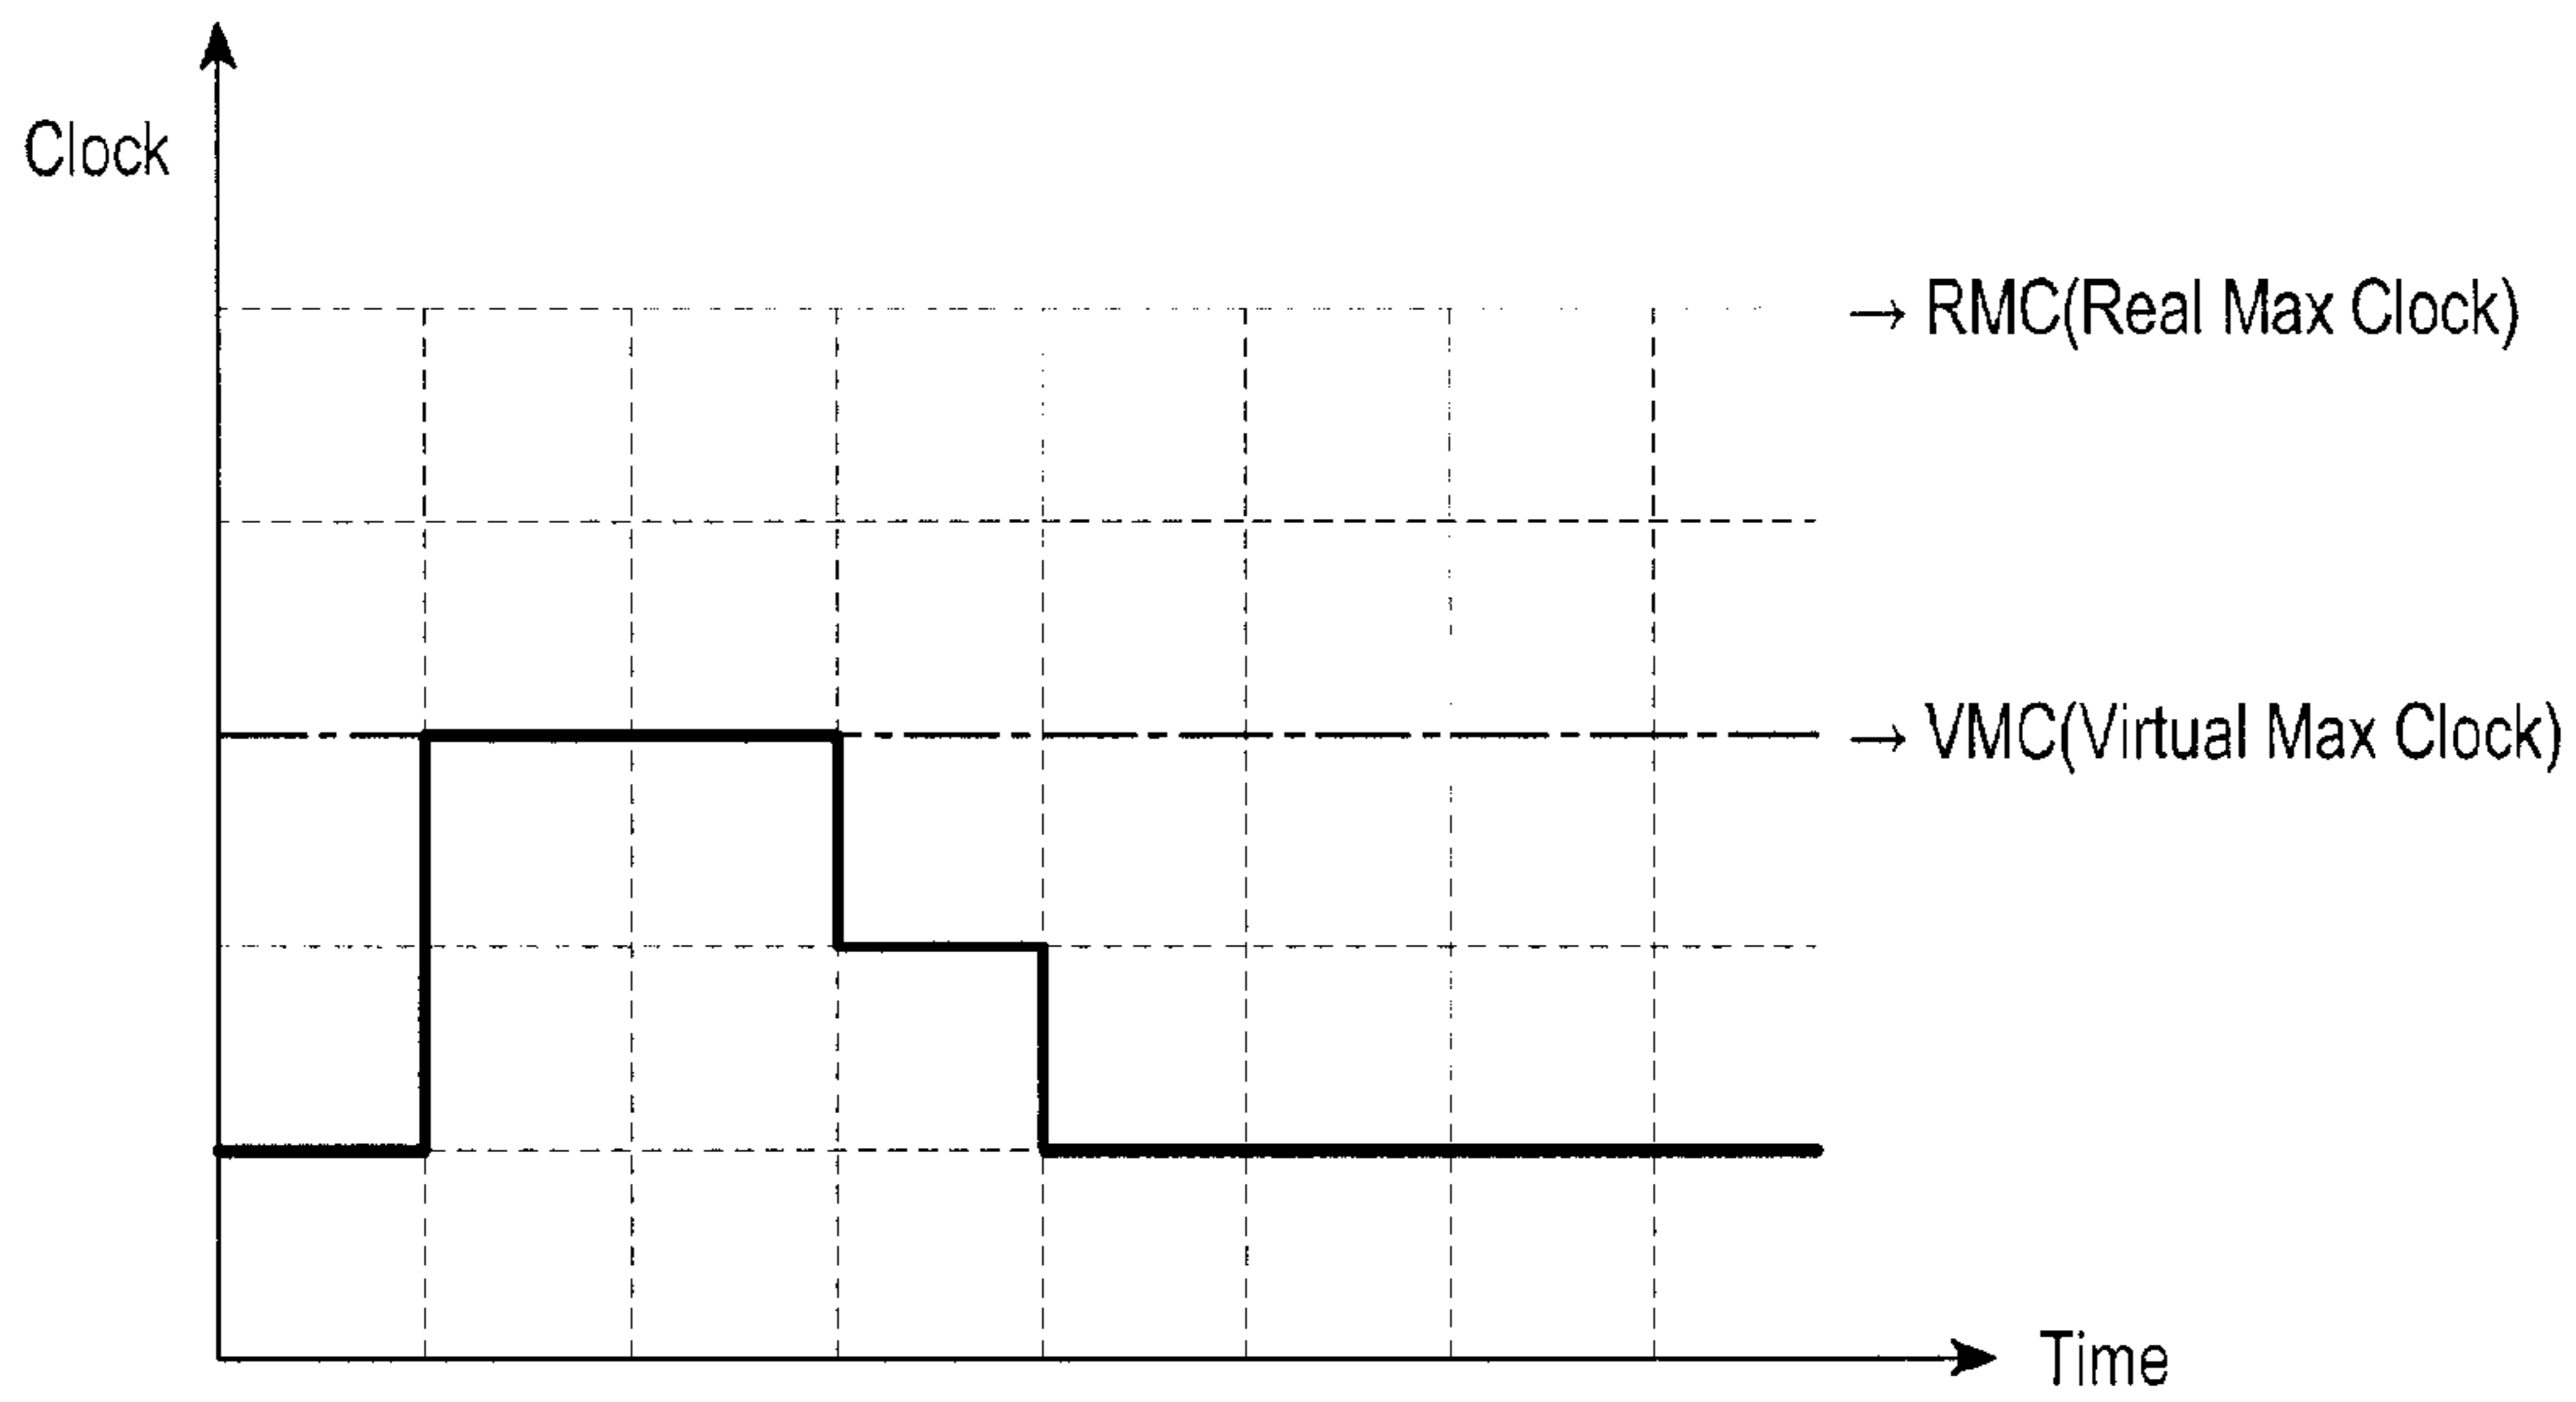 Clock
→ RMC(Real Max Clock)
→ VMC(Virtual Max Clock)
Time